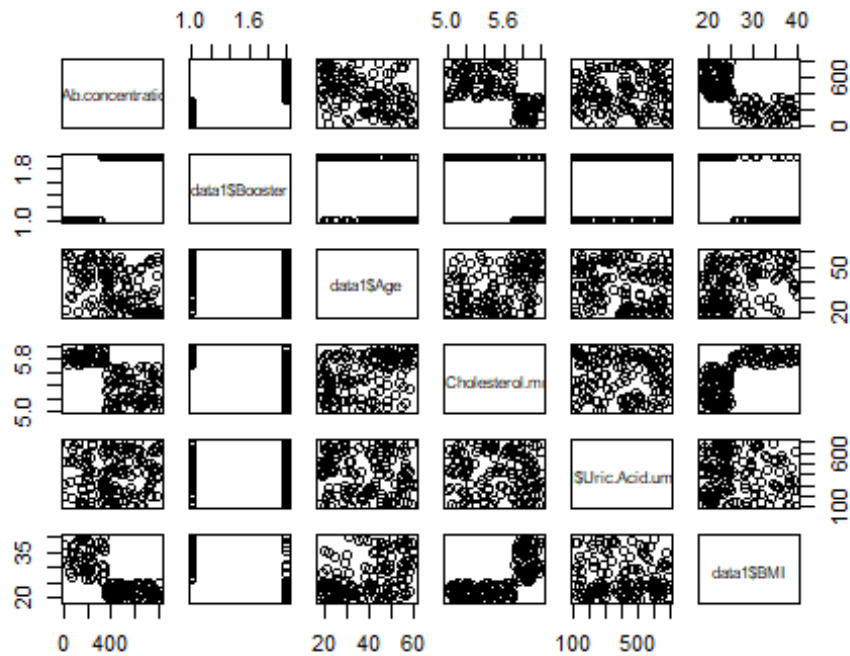 1.0 1.6 5.0 5.6 20 30 40
Ab.concentratio 0 600
1.0 1.8 data1$Booster
data1$Age 20 50
5.0 5.8 Cholesterol.m
$Uric.Acid.um 100 600
20 35 data1$BMI
0 400 20 40 60 100 500